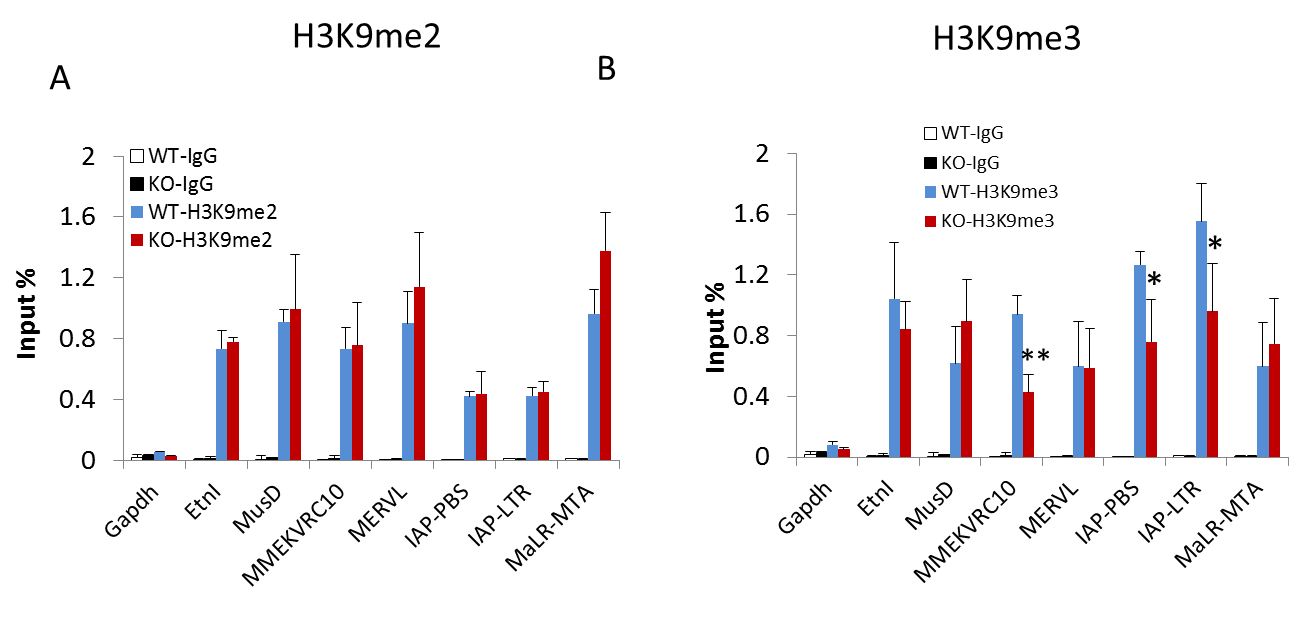 H3K9me2
A
WT-IgG
KO-IgG
WT-H3K9me2
KO-H3K9me2
Input %
2
1.6
1.2
0.8
0.4
0
Gapdh
Etnl
MusD
MMEKVRC10
MERVL
IAP-PBS
IAP-LTR
MaLR-MTA
H3K9me3
B
WT-IgG
KO-IgG
WT-H3K9me3
KO-H3K9me3
Input %
2
1.6
1.2
0.8
0.4
0
**
*
*
Gapdh
Etnl
MusD
MMEKVRC10
MERVL
IAP-PBS
IAP-LTR
MaLR-MTA